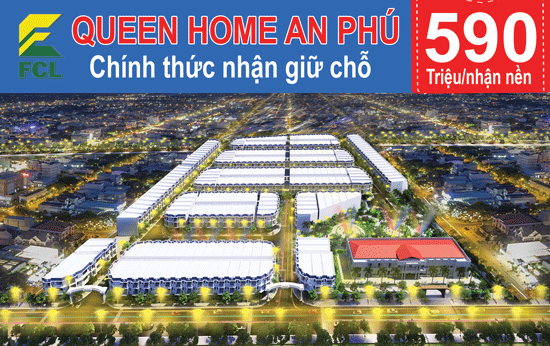 FCL
QUEEN HOME AN PHÚ
Chính thức nhận giữ chỗ
590
Triệu/nhận nền